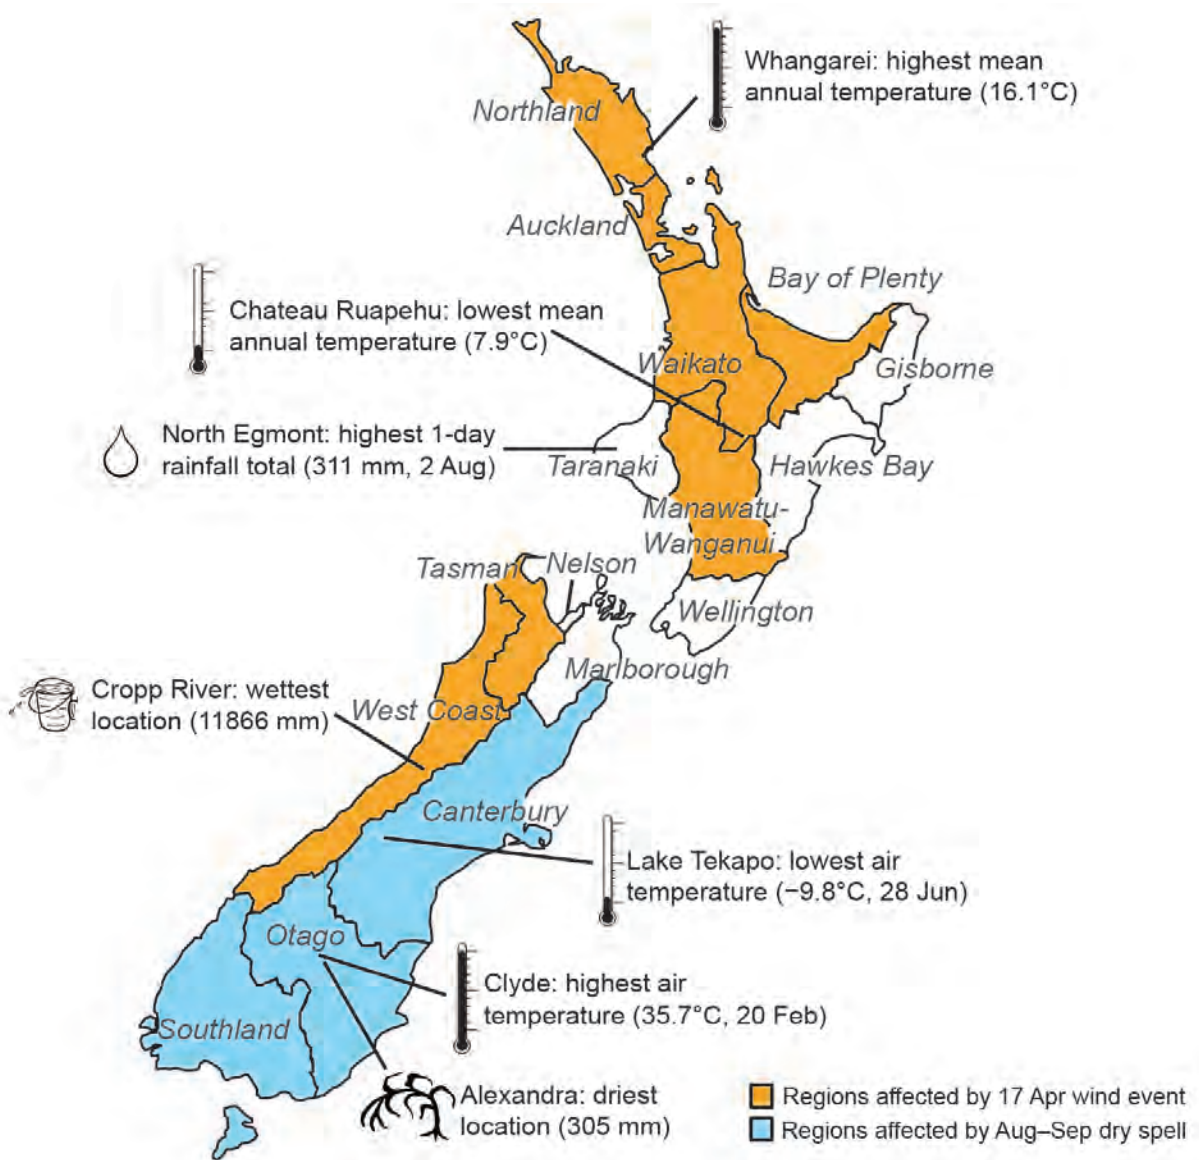 Whangarei: highest mean
annual temperature (16.1°C)
Northland
Auckland
Bay of Plenty
Chateau Ruapehu: lowest mean
annual temperature (7.9°C)
Waikato
Gisborne
North Egmont: highest 1-day
rainfall total (311 mm, 2 Aug)
Taranaki
Hawkes Bay
Manawatu-
Wanganui
Tasman
Nelson
Wellington
Marlborough
Cropp River: wettest
location (11866 mm)
West Coast
Canterbury
Lake Tekapo: lowest air
temperature (−9.8°C, 28 Jun)
Otago
Clyde: highest air
temperature (35.7°C, 20 Feb)
Southland
Alexandra: driest
location (305 mm)
Regions affected by 17 Apr wind event
Regions affected by Aug–Sep dry spell